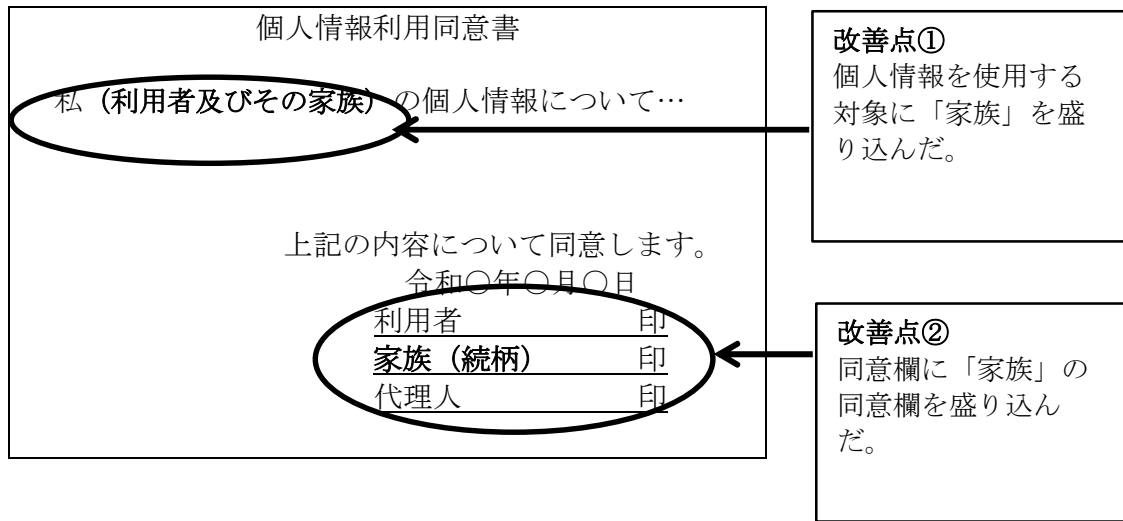 個人情報利用同意書
私（利用者及びその家族）の個人情報について…
上記の内容について同意します。
令和○年○月○日
利用者 印
家族（続柄） 印
代理人 印
改善点①
個人情報を使用する
対象に「家族」を盛
り込んだ。
改善点②
同意欄に「家族」の
同意欄を盛り込ん
だ。